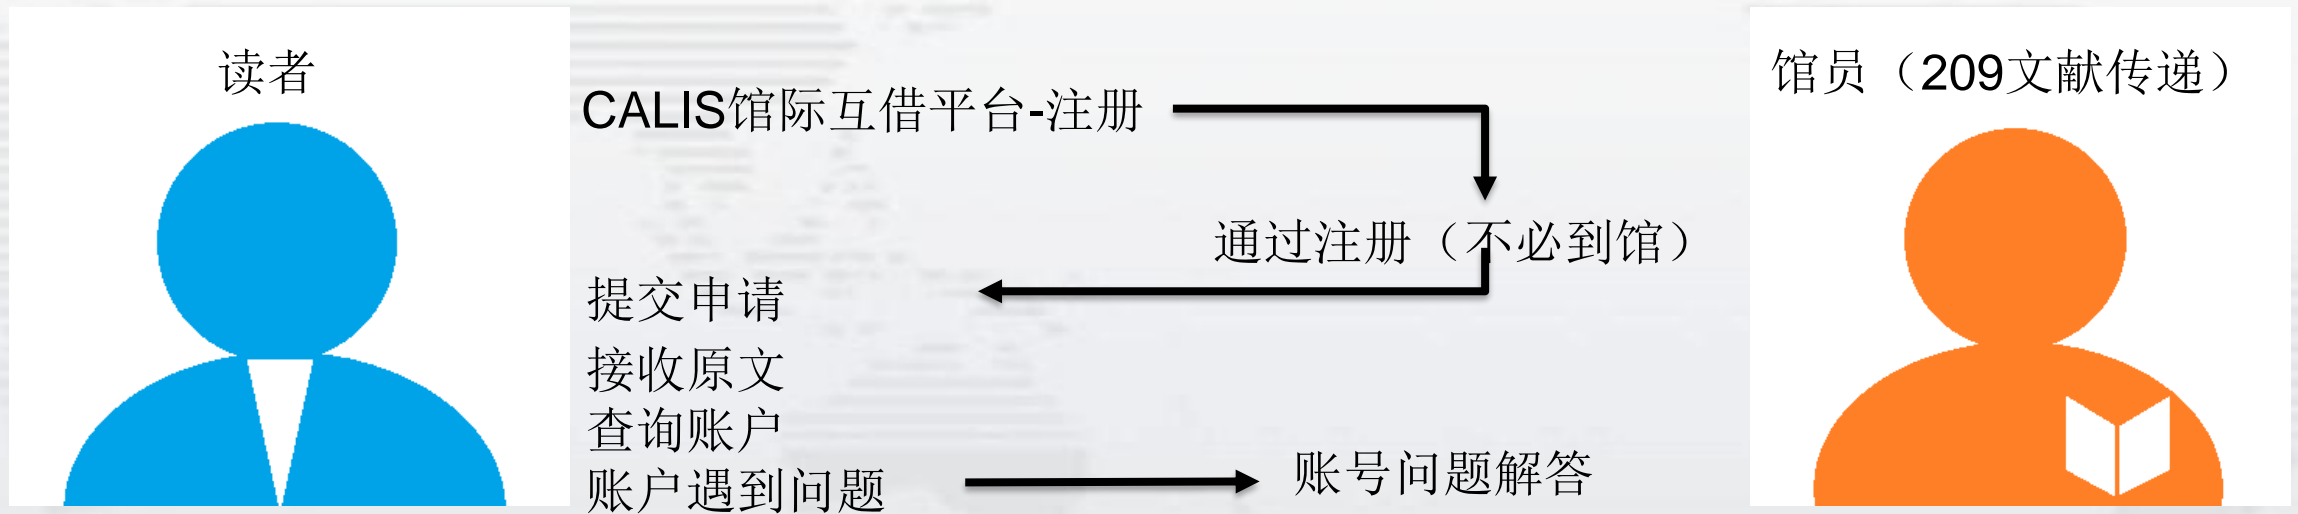 读者
CALIS馆际互借平台-注册
馆员（209文献传递）
通过注册（不必到馆）
提交申请
接收原文
查询账户
账户遇到问题
账号问题解答